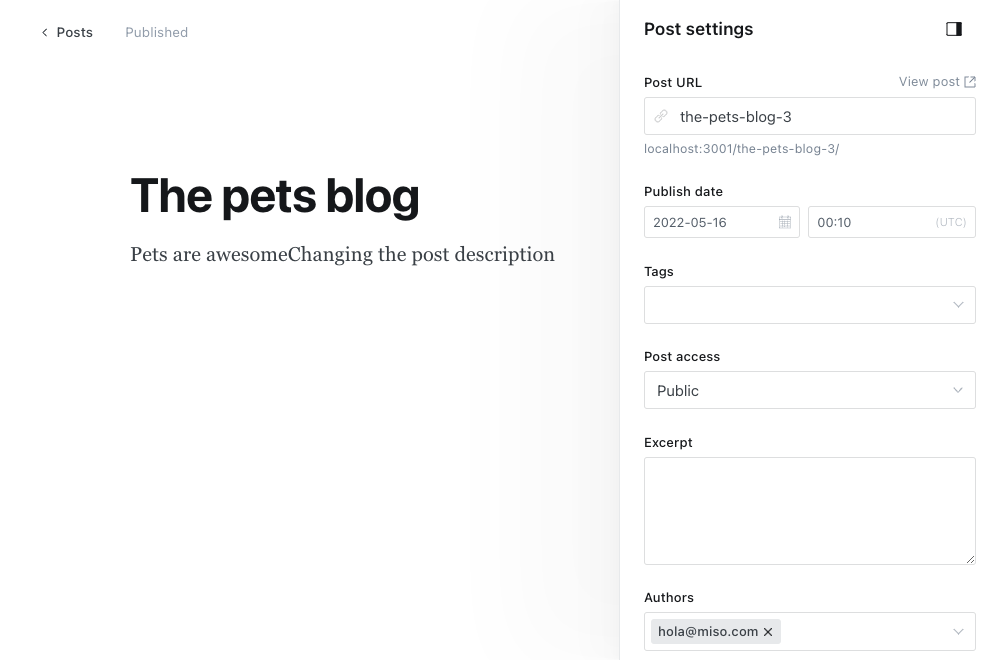 Posts Published
The pets blog
Pets are awesomeChanging the post description
Post settings
Post URL View post
the-pets-blog-3
localhost:3001/the-pets-blog-3/
Publish date
2022-05-16 00:10 (UTC)
Tags
Post access
Public
Excerpt
Authors
hola@miso.com ×